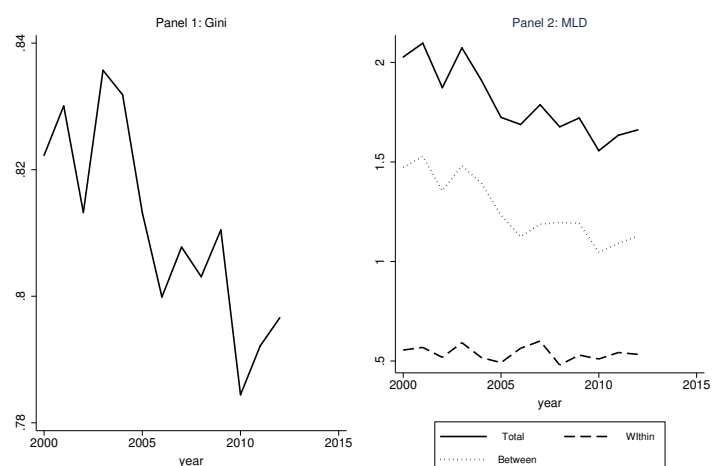 Panel 1: Gini
.84
.82
.8
.78
2000 2005 2010 2015
year
Panel 2: MLD
2
1.5
1
.5
2000 2005 2010 2015
year
Total WIthin
Between